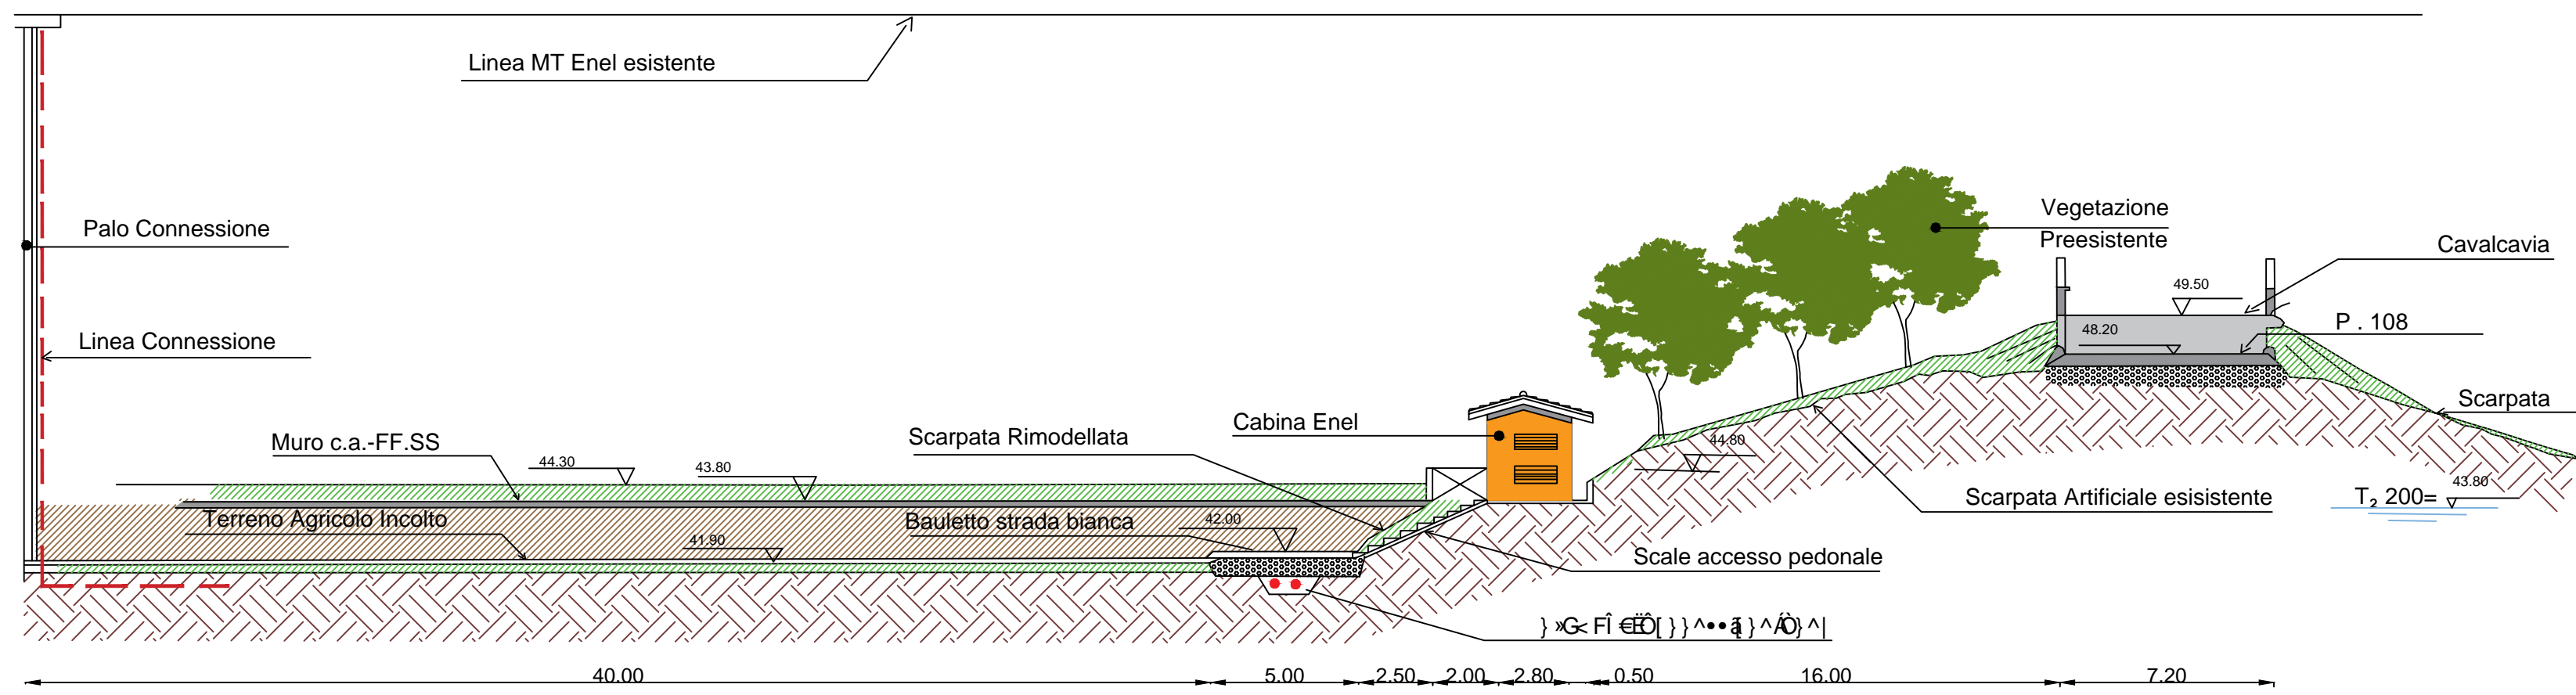 Linea MT Enel esistente
Palo Connessione
Vegetazione
Preesistente
Cavalcavia
49.50
48.20
P . 108
Linea Connessione
Scarpata
Cabina Enel
Scarpata Rimodellata
Muro c.a.-FF.SS
44.30
43.80
44.80
Scarpata Artificiale esisistente
T₂ 200=
43.80
Terreno Agricolo Incolto
41.90
Bauletto strada bianca
42.00
Scale accesso pedonale
40.00
5.00
2.50
2.00
2.80
0.50
16.00
7.20